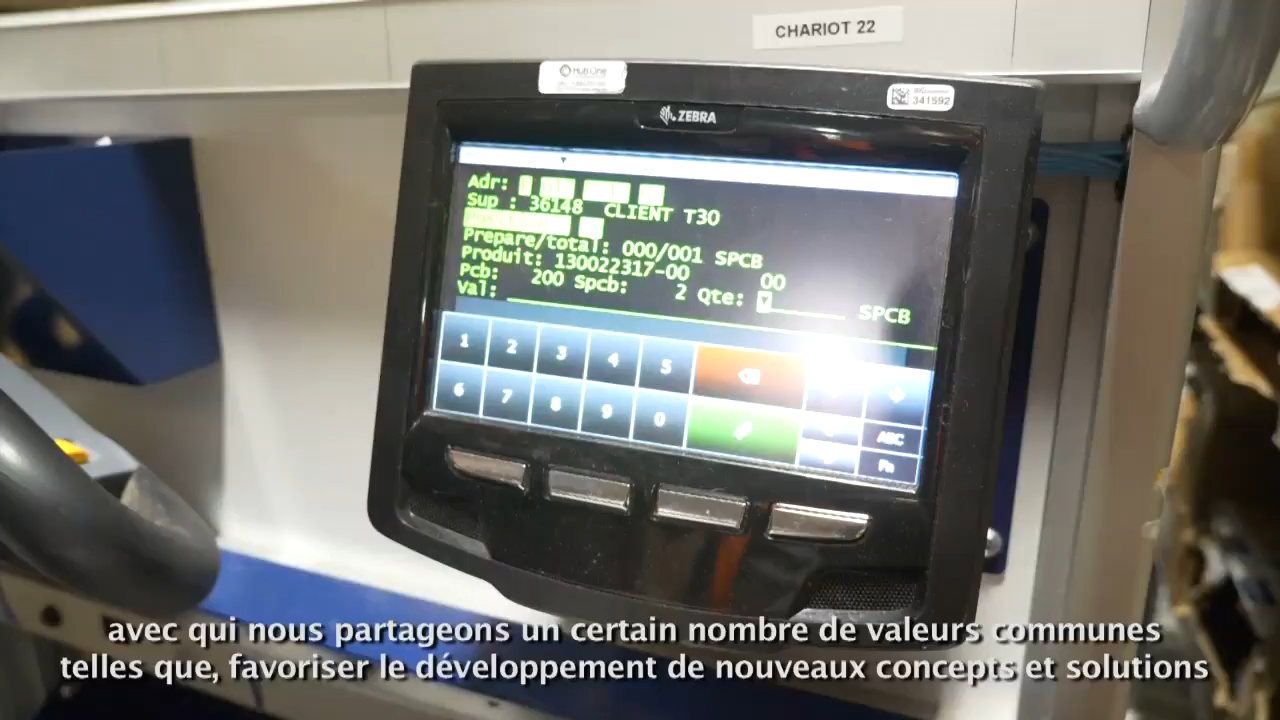 CHARIOT 22
Hub One
341592
ZEBRA
Adr:
Sup : 36148 CLIENT T30
Prepare/total: 000/001 SPCB
Produit: 130022317-00 00
Pcb: 200 Spcb: 2 Qte: SPCB
Val:
1 2 3 4 5
6 7 8 9 0
ABC
Fn
avec qui nous partageons un certain nombre de valeurs communes
telles que, favoriser le développement de nouveaux concepts et solutions